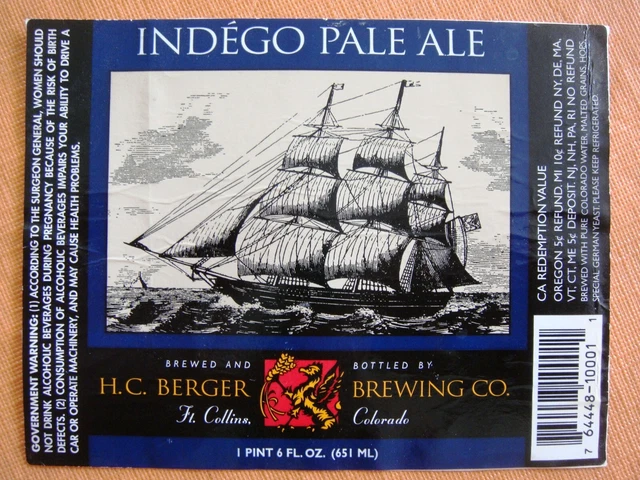 INDÉGO PALE ALE
BREWED AND BOTTLED BY
H.C. BERGER BREWING CO.
Ft. Collins, Colorado
1 PINT 6 FL. OZ. (651 ML)
GOVERNMENT WARNING: (1) ACCORDING TO THE SURGEON GENERAL, WOMEN SHOULD
NOT DRINK ALCOHOLIC BEVERAGES DURING PREGNANCY BECAUSE OF THE RISK OF BIRTH
DEFECTS. (2) CONSUMPTION OF ALCOHOLIC BEVERAGES IMPAIRS YOUR ABILITY TO DRIVE A
CAR OR OPERATE MACHINERY, AND MAY CAUSE HEALTH PROBLEMS.
CA REDEMPTION VALUE
OREGON 5¢ REFUND. MI 10¢ REFUND NY, DE, MA,
VT, CT, ME 5¢ DEPOSIT. NJ, NH, PA, RI NO REFUND
BREWED WITH PURE COLORADO WATER, MALTED GRAINS, HOPS,
SPECIAL GERMAN YEAST. PLEASE KEEP REFRIGERATED
7 64448-10001 1